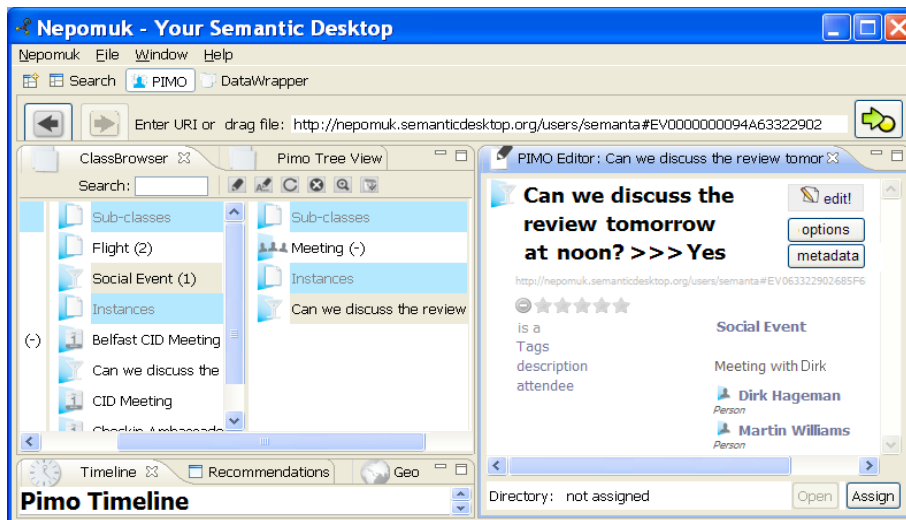 Nepomuk - Your Semantic Desktop
Nepomuk File Window Help
Search PIMO DataWrapper
Enter URI or drag file: http://nepomuk.semanticdesktop.org/users/semanta#EV0000000094A63322902
ClassBrowser Pimo Tree View
Search:
Sub-classes
Flight (2)
Social Event (1)
Instances
(-) Belfast CID Meeting
Can we discuss the
CID Meeting
Checkin Ambassado
Sub-classes
Meeting (-)
Instances
Can we discuss the review
PIMO Editor: Can we discuss the review tomor
Can we discuss the
review tomorrow
at noon? >>> Yes
edit!
options
metadata
http://nepomuk.semanticdesktop.org/users/semanta#EV063322902685F6
is a Social Event
Tags
description Meeting with Dirk
attendee Dirk Hageman
Person
Martin Williams
Person
Directory: not assigned Open Assign
Timeline Recommendations Geo
Pimo Timeline